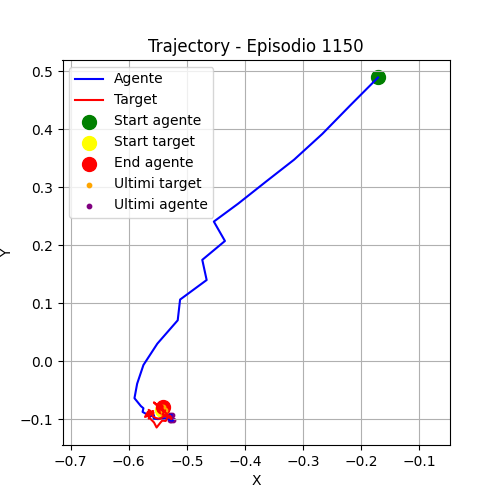 Trajectory - Episodio 1150
Agente
Target
Start agente
Start target
End agente
Ultimi target
Ultimi agente
0.5
0.4
0.3
0.2
0.1
0.0
−0.1
Y
−0.7 −0.6 −0.5 −0.4 −0.3 −0.2 −0.1
X